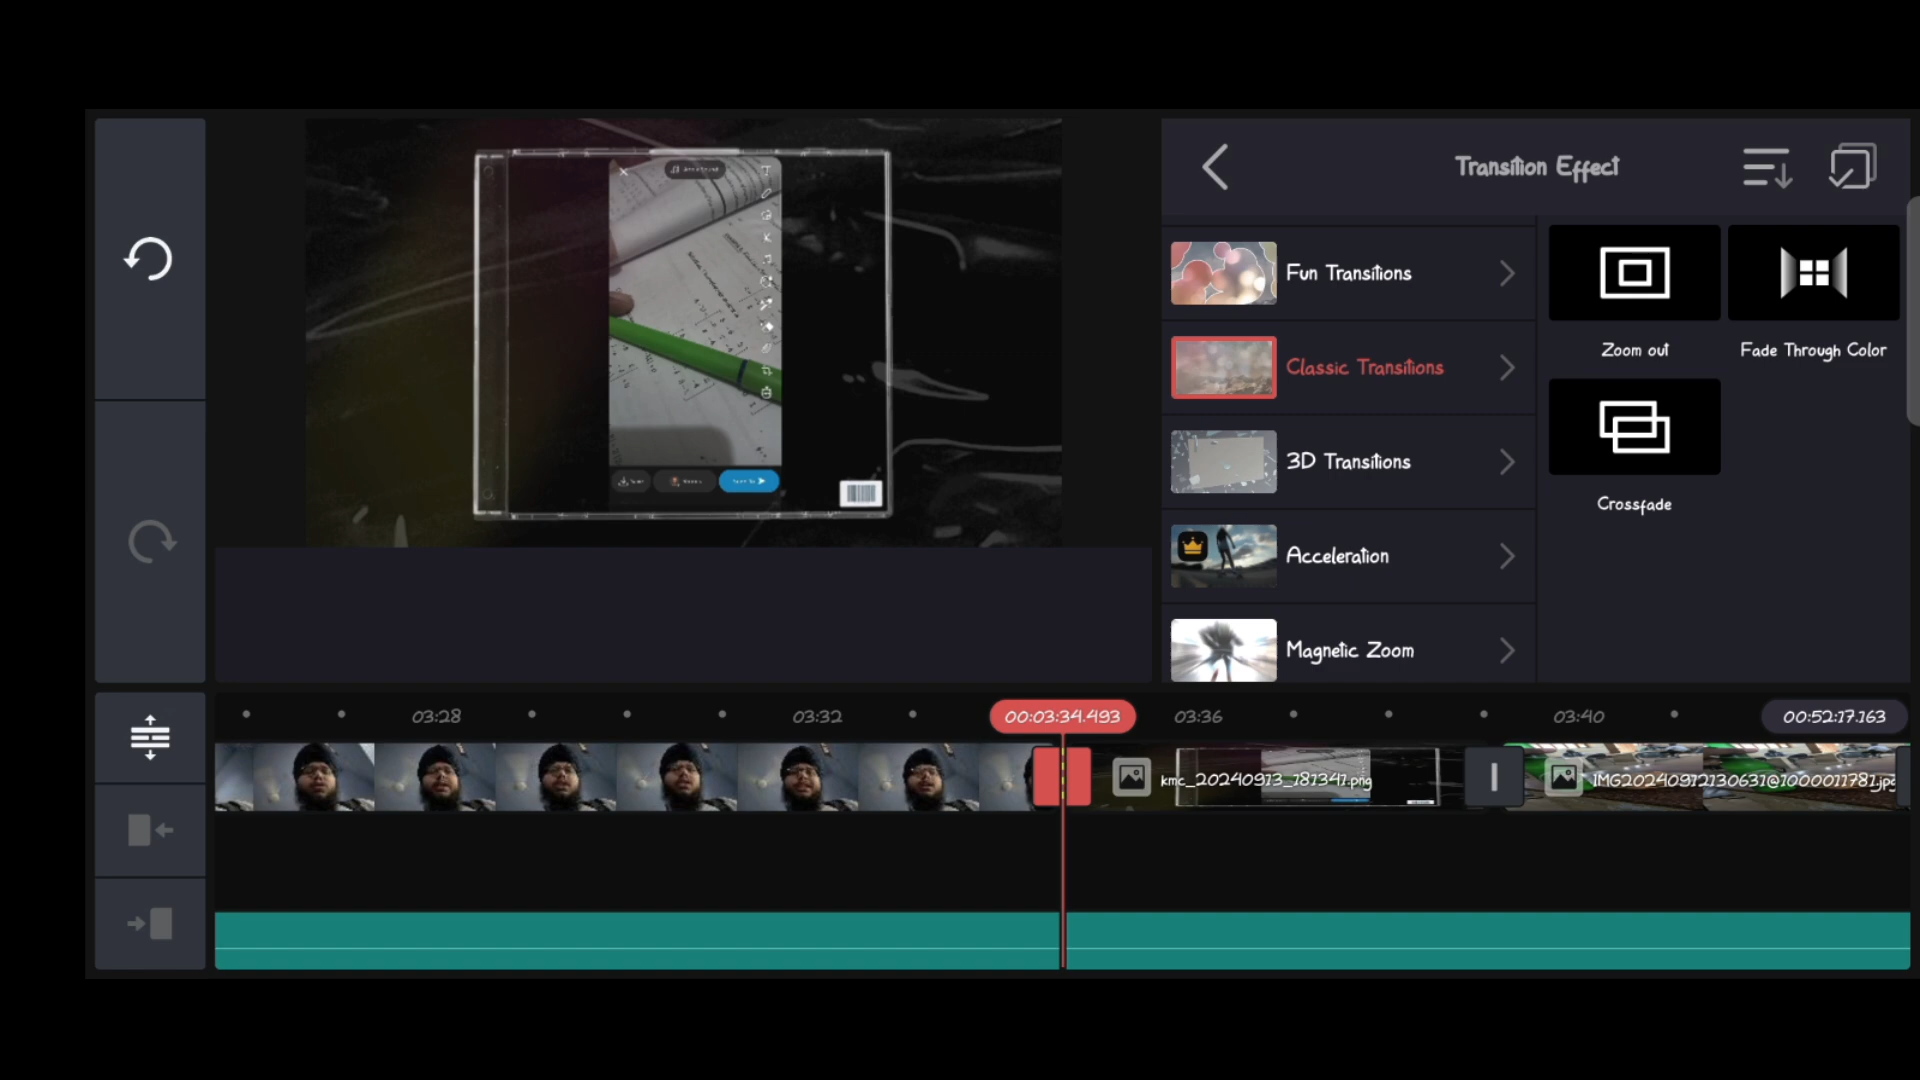 Transition Effect
Fun Transitions
Classic Transitions
3D Transitions
Acceleration
Magnetic Zoom
Zoom out
Fade Through Color
Crossfade
03:28
03:32
00:03:34.493
03:36
03:40
00:52:17.163
kmc_20240913_181341.png
IMG20240912130631@1000011781.jpg